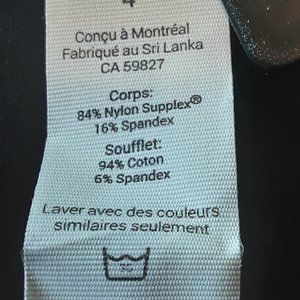 4
Conçu à Montréal
Fabriqué au Sri Lanka
CA 59827
Corps:
84% Nylon Supplex®
16% Spandex
Soufflet:
94% Coton
6% Spandex
Laver avec des couleurs
similaires seulement